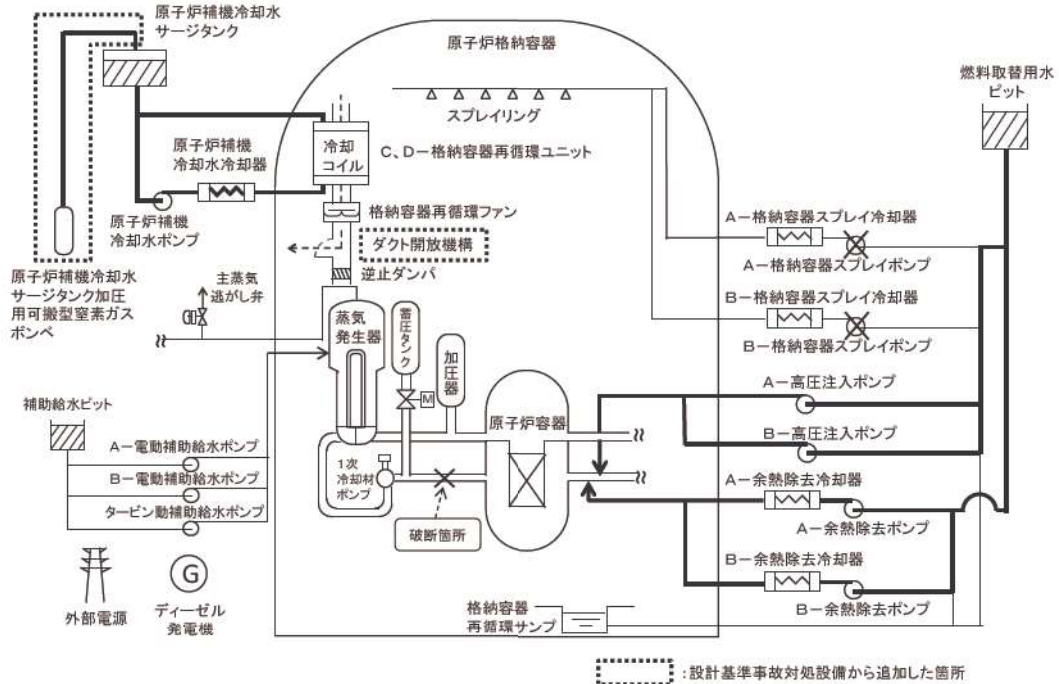 原子炉補機冷却水
サージタンク
原子炉格納容器
燃料取替用水
ピット
スプレイリング
原子炉補機
冷却水冷却器
冷却
コイル
C、D－格納容器再循環ユニット
原子炉補機
冷却水ポンプ
格納容器再循環ファン
ダクト開放機構
逆止ダンパ
A－格納容器スプレイ冷却器
A－格納容器スプレイポンプ
B－格納容器スプレイ冷却器
B－格納容器スプレイポンプ
原子炉補機冷却水
サージタンク加圧
用可搬型窒素ガス
ボンベ
主蒸気
逃がし弁
蒸気
発生器
蓄圧タンク
M
加圧器
原子炉容器
A－高圧注入ポンプ
B－高圧注入ポンプ
補助給水ピット
A－電動補助給水ポンプ
B－電動補助給水ポンプ
タービン動補助給水ポンプ
1次
冷却材
ポンプ
破断箇所
A－余熱除去冷却器
A－余熱除去ポンプ
B－余熱除去冷却器
B－余熱除去ポンプ
外部電源
G
ディーゼル
発電機
格納容器
再循環サンプ
:設計基準事故対処設備から追加した箇所